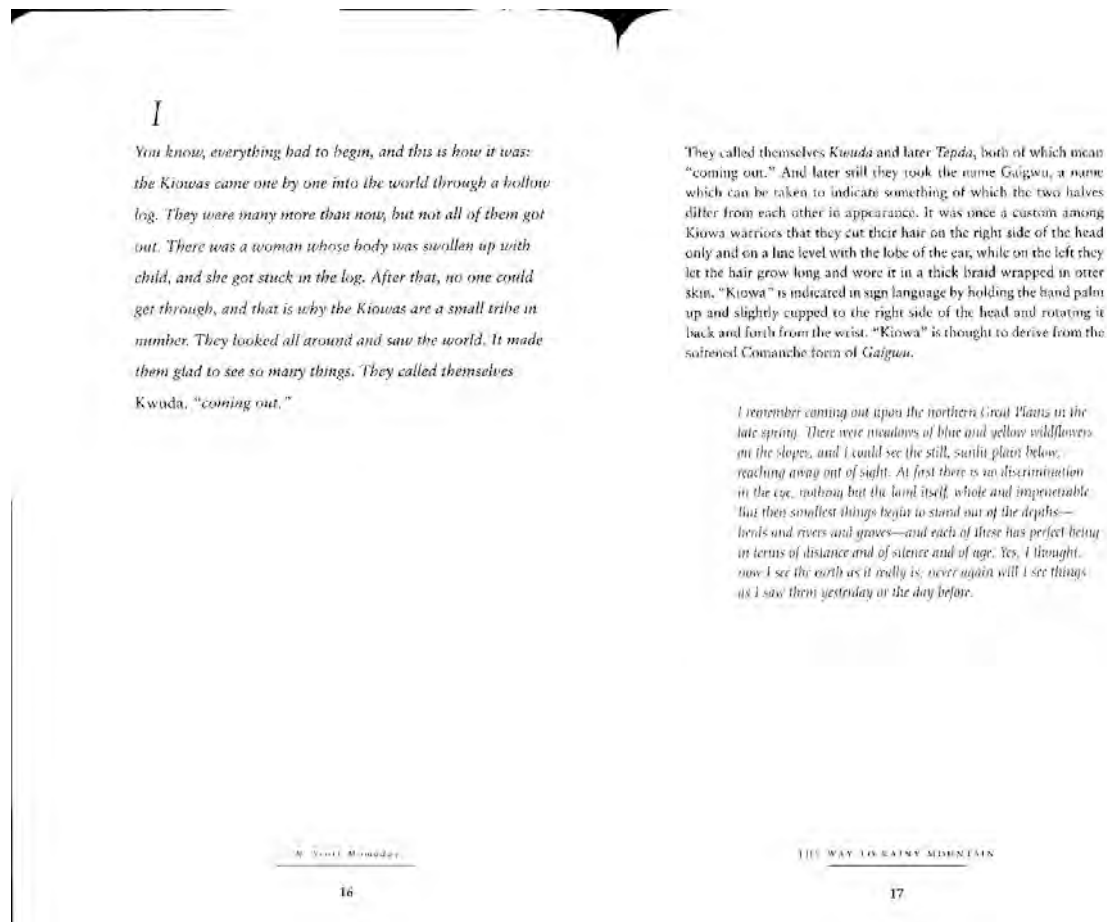 I
You know, everything had to begin, and this is how it was:
the Kiowas came one by one into the world through a hollow
log. They were many more than now, but not all of them got
out. There was a woman whose body was swollen up with
child, and she got stuck in the log. After that, no one could
get through, and that is why the Kiowas are a small tribe in
number. They looked all around and saw the world. It made
them glad to see so many things. They called themselves
Kwuda, "coming out."
N. Scott Momaday
16
They called themselves Kwuda and later Tepda, both of which mean
"coming out." And later still they took the name Gaigwu, a name
which can be taken to indicate something of which the two halves
differ from each other in appearance. It was once a custom among
Kiowa warriors that they cut their hair on the right side of the head
only and on a line level with the lobe of the ear, while on the left they
let the hair grow long and wore it in a thick braid wrapped in otter
skin. "Kiowa" is indicated in sign language by holding the hand palm
up and slightly cupped to the right side of the head and rotating it
back and forth from the wrist. "Kiowa" is thought to derive from the
softened Comanche form of Gaigwu.
I remember coming out upon the northern Great Plains in the
late spring. There were meadows of blue and yellow wildflowers
on the slopes, and I could see the still, sunlit plain below,
reaching away out of sight. At first there is no discrimination
in the eye, nothing but the land itself, whole and impenetrable.
But then smallest things begin to stand out of the depths—
herds and rivers and groves—and each of these has perfect being
in terms of distance and of silence and of age. Yes, I thought,
now I see the earth as it really is; never again will I see things
as I saw them yesterday or the day before.
THE WAY TO RAINY MOUNTAIN
17